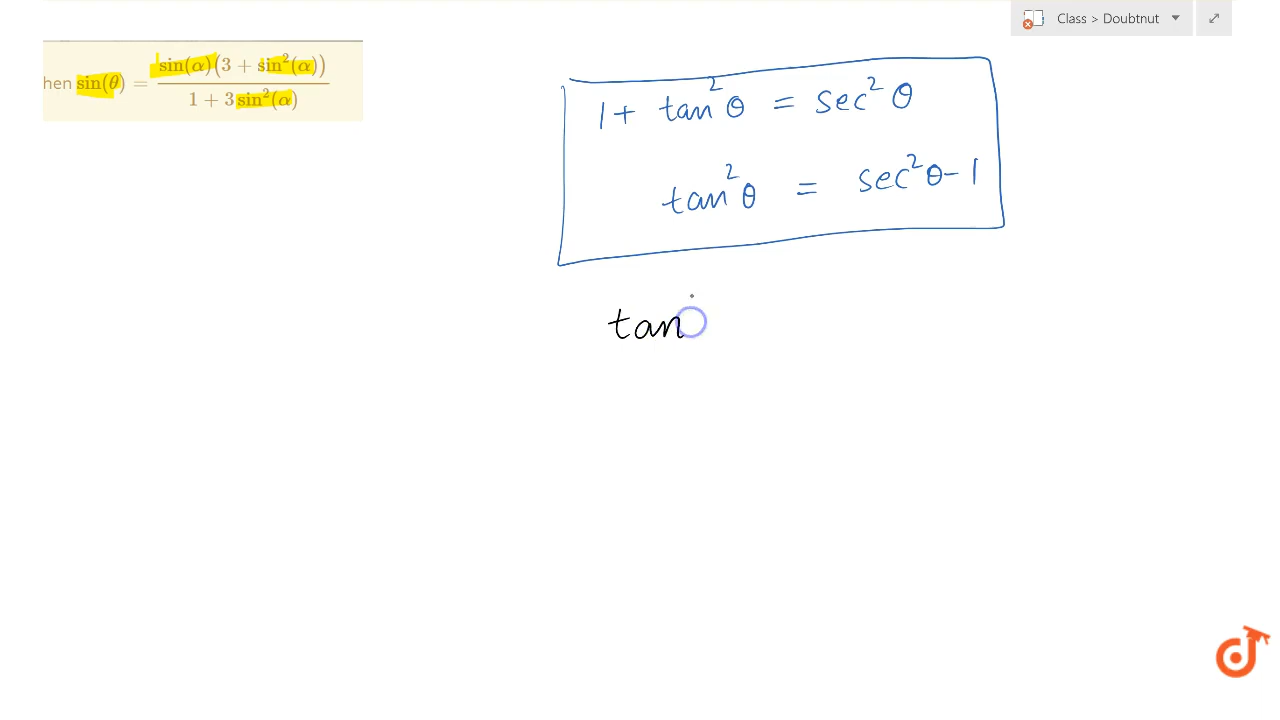 Class > Doubtnut
hen sin(θ) = sin(α)(3 + sin²(α)) / 1 + 3 sin²(α)
1 + tan²θ = sec²θ
tan²θ = sec²θ - 1
tan